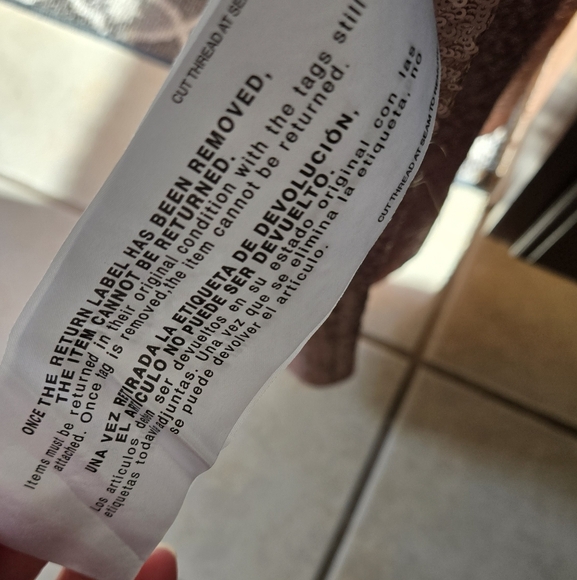 CUT THREAD AT SE
ONCE THE RETURN LABEL HAS BEEN REMOVED,
THE ITEM CANNOT BE RETURNED.
Items must be returned in their original condition with the tags still
attached. Once tag is removed the item cannot be returned.
UNA VEZ RETIRADA LA ETIQUETA DE DEVOLUCIÓN,
EL ARTÍCULO NO PUEDE SER DEVUELTO.
Los artículos deben ser devueltos en su estado original con las
etiquetas todavía adjuntas. Una vez que se elimina la etiqueta, no
se puede devolver el artículo.
CUT THREAD AT SEAM TO